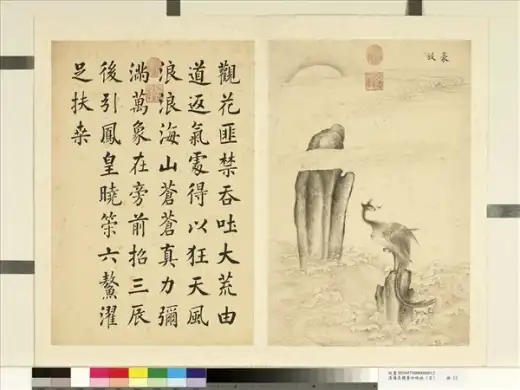 豪放
觀花匪禁吞吐大荒由
道返氣處得以狂天風
浪浪海山蒼蒼真力彌
滿萬象在旁前招三辰
後引鳳皇曉策六鰲濯
足扶桒